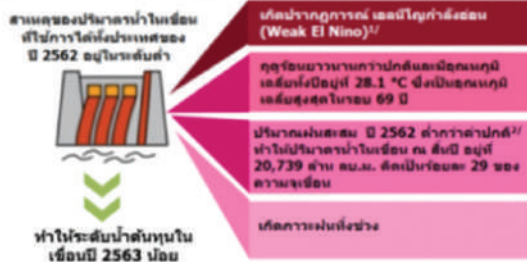 สาเหตุของปริมาตรน้ำในเขื่อน
ที่ใช้การได้ทั้งประเทศของ
ปี 2562 อยู่ในระดับต่ำ
ทำให้ระดับน้ำต้นทุนใน
เขื่อนปี 2563 น้อย
เกิดปรากฏการณ์ เอลนีโญกำลังอ่อน
(Weak El Nino)1/
ฤดูร้อนยาวนานกว่าปกติและมีอุณหภูมิ
เฉลี่ยทั้งปีอยู่ที่ 28.1 °C ซึ่งเป็นอุณหภูมิ
เฉลี่ยสูงสุดในรอบ 69 ปี
ปริมาณฝนสะสม ปี 2562 ต่ำกว่าค่าปกติ2/
ทำให้ปริมาตรน้ำในเขื่อน ณ สิ้นปี อยู่ที่
20,739 ล้าน ลบ.ม. คิดเป็นร้อยละ 29 ของ
ความจุเขื่อน
เกิดภาวะฝนทิ้งช่วง